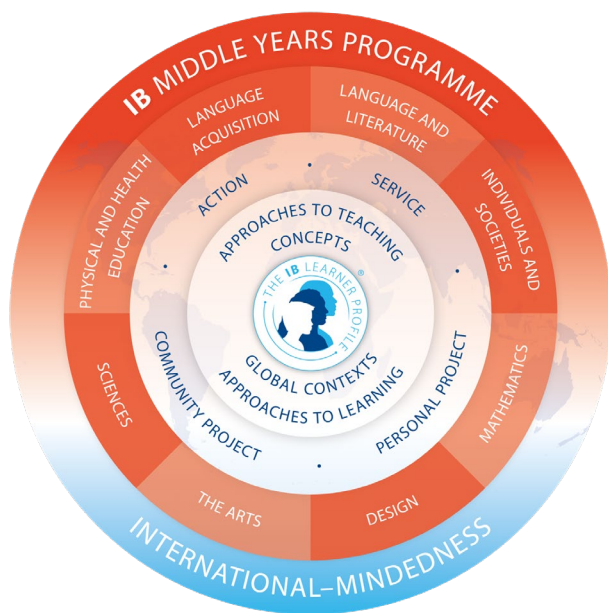 IB MIDDLE YEARS PROGRAMME
LANGUAGE
ACQUISITION
LANGUAGE AND
LITERATURE
PHYSICAL AND HEALTH
EDUCATION
INDIVIDUALS AND
SOCIETIES
SCIENCES
MATHEMATICS
THE ARTS
DESIGN
ACTION
SERVICE
COMMUNITY PROJECT
PERSONAL PROJECT
APPROACHES TO TEACHING
CONCEPTS
THE IB LEARNER PROFILE ®
GLOBAL CONTEXTS
APPROACHES TO LEARNING
INTERNATIONAL–MINDEDNESS